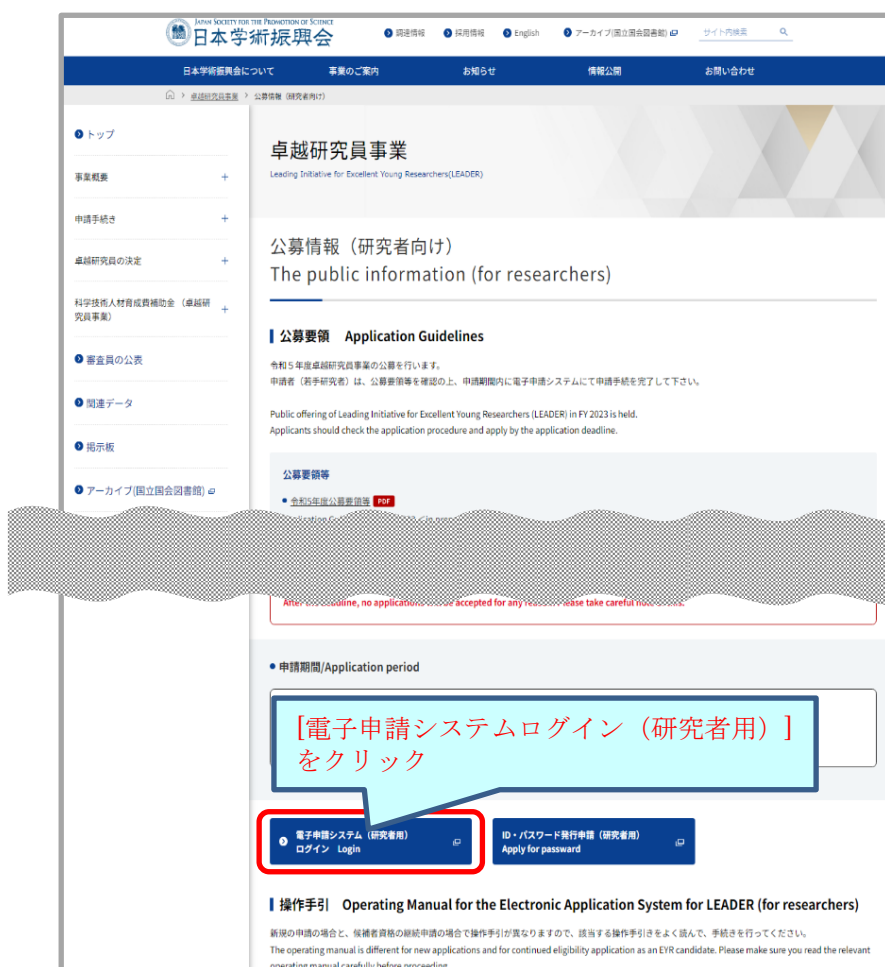 JAPAN SOCIETY FOR THE PROMOTION OF SCIENCE
日本学術振興会
調達情報 採用情報 English アーカイブ(国立国会図書館) サイト内検索
日本学術振興会について 事業のご案内 お知らせ 情報公開 お問い合わせ
卓越研究員事業 > 公募情報（研究者向け）
トップ
事業概要 +
申請手続き +
卓越研究員の決定 +
科学技術人材育成費補助金 （卓越研
究員事業） +
審査員の公表
関連データ
掲示板
アーカイブ(国立国会図書館)
卓越研究員事業
Leading Initiative for Excellent Young Researchers(LEADER)
公募情報（研究者向け）
The public information (for researchers)
公募要領 Application Guidelines
令和５年度卓越研究員事業の公募を行います。
申請者（若手研究者）は、公募要領等を確認の上、申請期間内に電子申請システムにて申請手続を完了して下さい。
Public offering of Leading Initiative for Excellent Young Researchers (LEADER) in FY 2023 is held.
Applicants should check the application procedure and apply by the application deadline.
公募要領等
令和5年度公募要領等 PDF
After deadline, no applications be accepted for any Please take careful
申請期間/Application period
[電子申請システムログイン（研究者用）]
をクリック
電子申請システム（研究者用）
ログイン Login
ID・パスワード発行申請（研究者用）
Apply for passward
操作手引 Operating Manual for the Electronic Application System for LEADER (for researchers)
新規の申請の場合と、候補者資格の継続申請の場合で操作手引が異なりますので、該当する操作手引きをよく読んで、手続きを行ってください。
The operating manual is different for new applications and for continued eligibility application as an EYR candidate. Please make sure you read the relevant
operating manual carefully before proceeding.